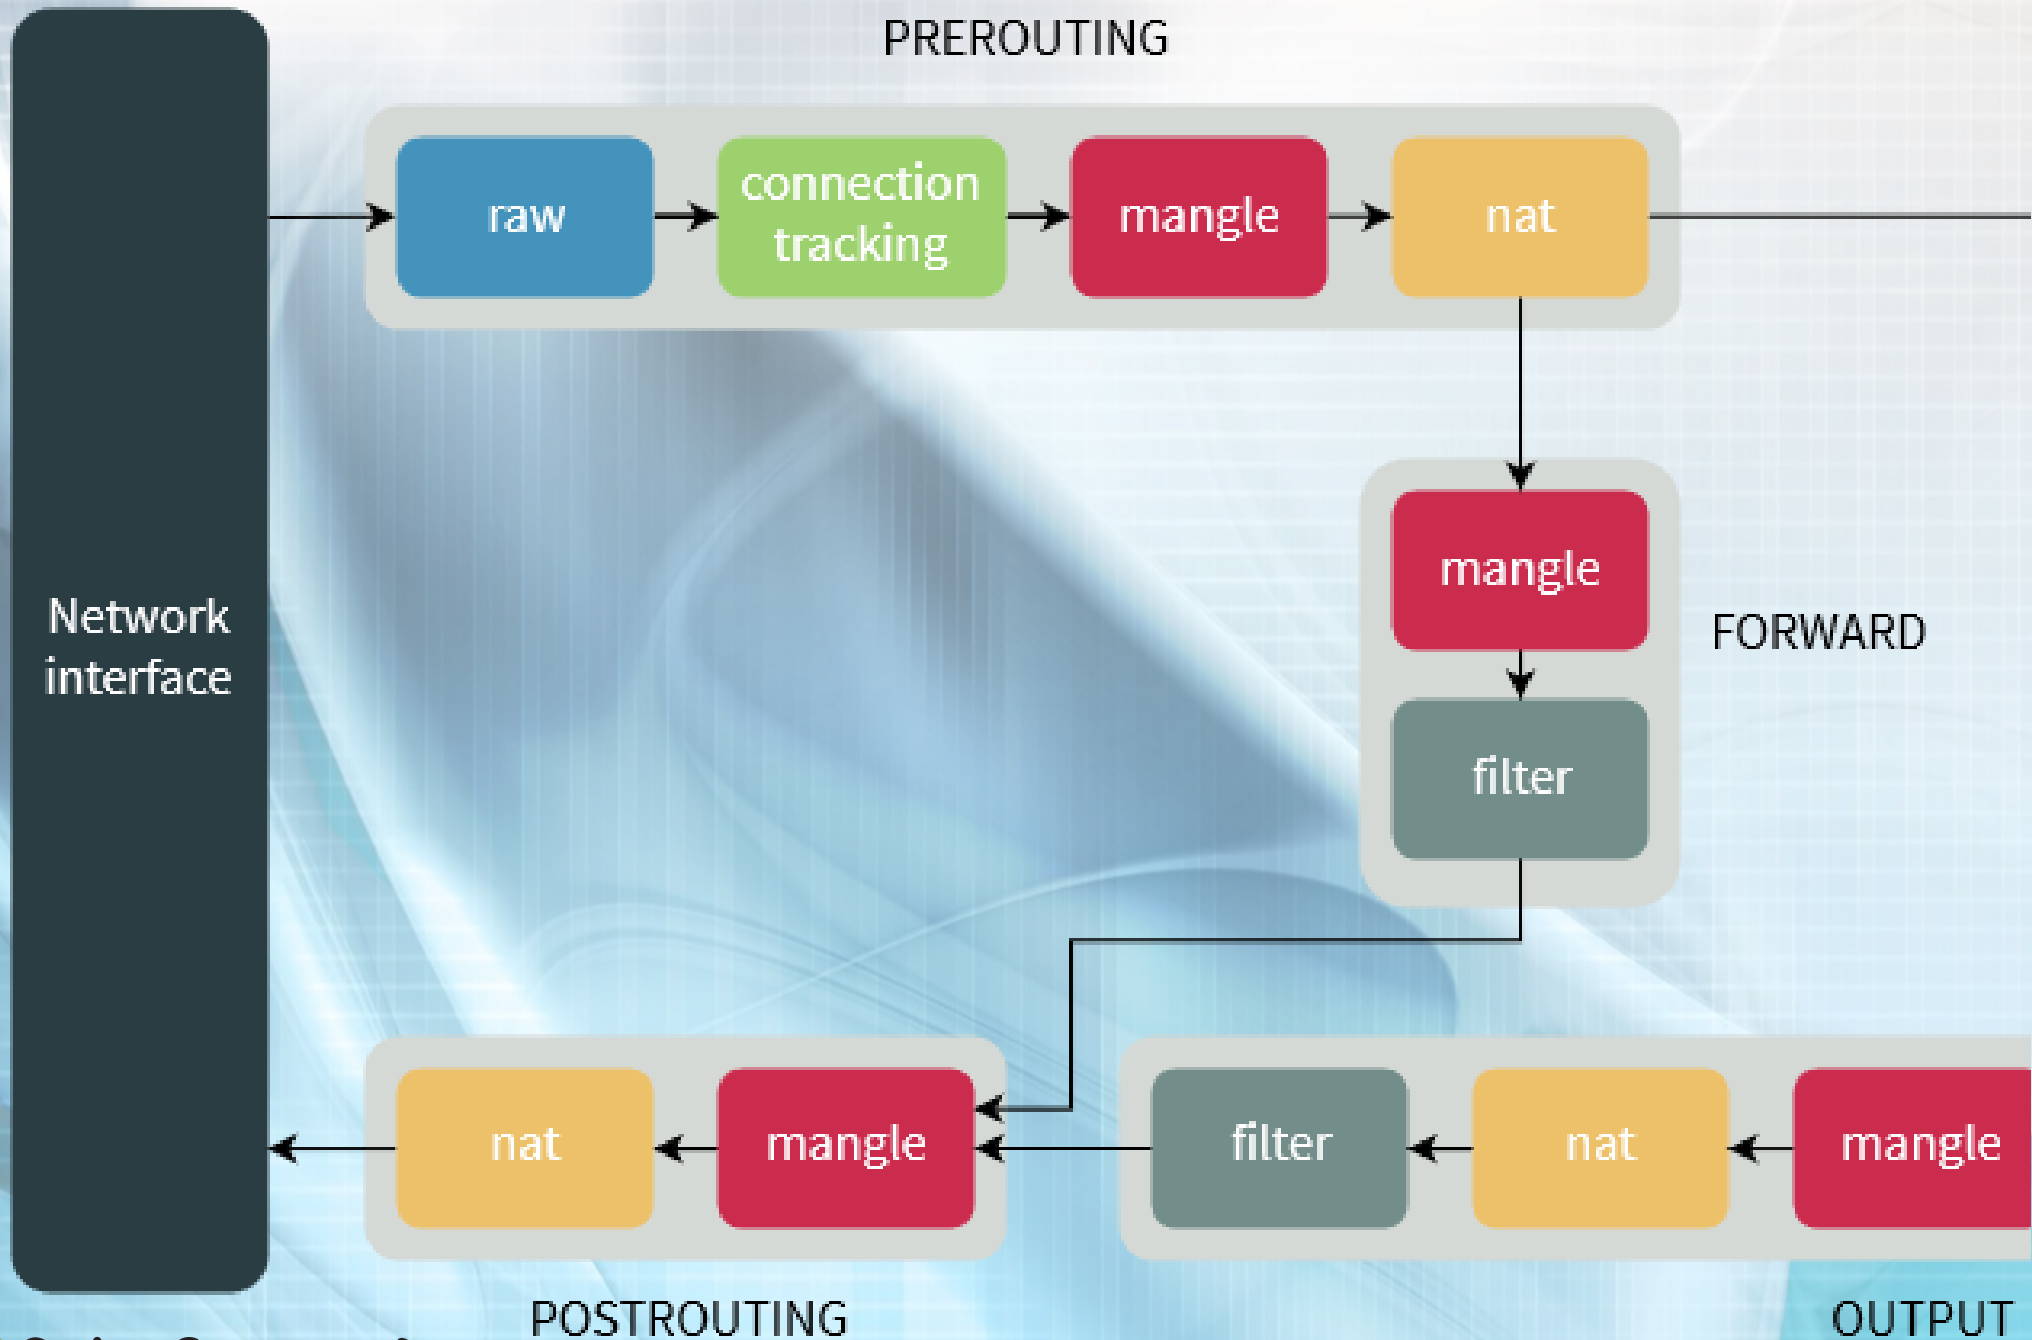 PREROUTING
raw
connection
tracking
mangle
nat
Network
interface
mangle
FORWARD
filter
nat
mangle
filter
nat
mangle
POSTROUTING
OUTPUT